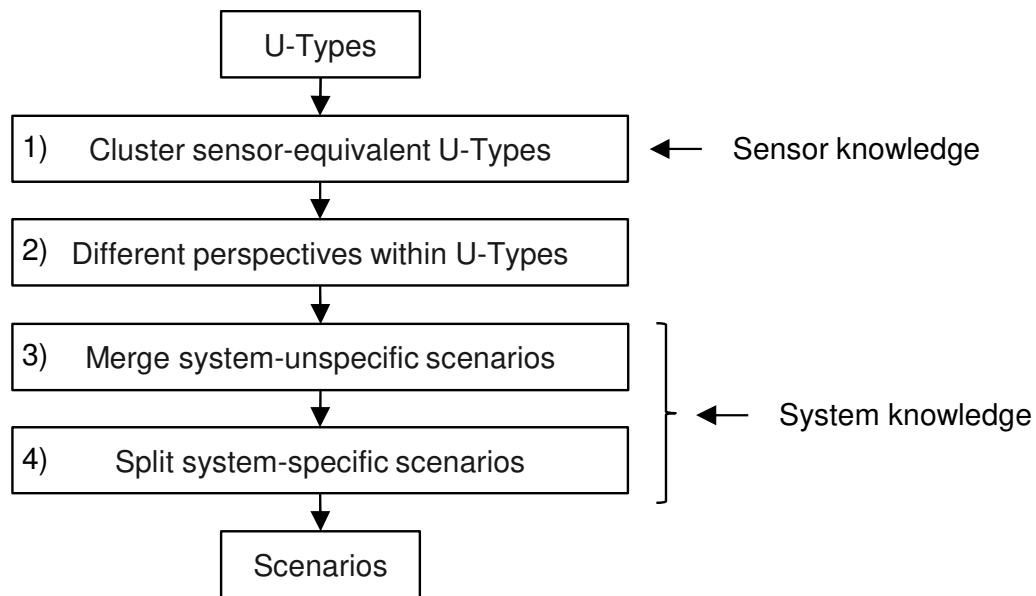 U-Types
1) Cluster sensor-equivalent U-Types
Sensor knowledge
2) Different perspectives within U-Types
3) Merge system-unspecific scenarios
System knowledge
4) Split system-specific scenarios
Scenarios